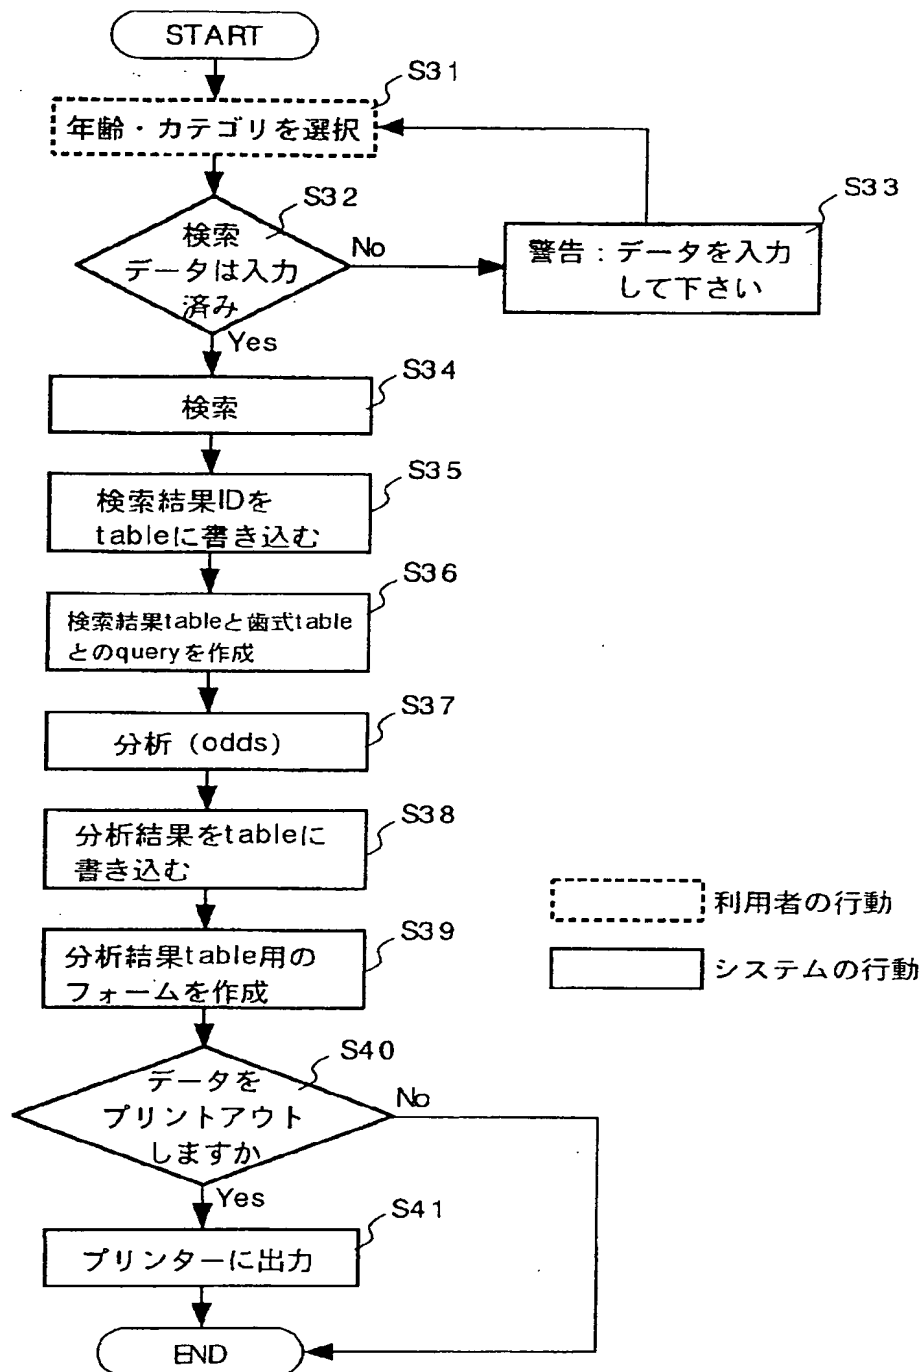 START
S31
年齢・カテゴリを選択
S32
検索
データは入力
済み
No
S33
警告：データを入力
して下さい
Yes
S34
検索
S35
検索結果IDを
tableに書き込む
S36
検索結果tableと歯式table
とのqueryを作成
S37
分析（odds）
S38
分析結果をtableに
書き込む
S39
分析結果table用の
フォームを作成
利用者の行動
システムの行動
S40
データを
プリントアウト
しますか
No
Yes
S41
プリンターに出力
END